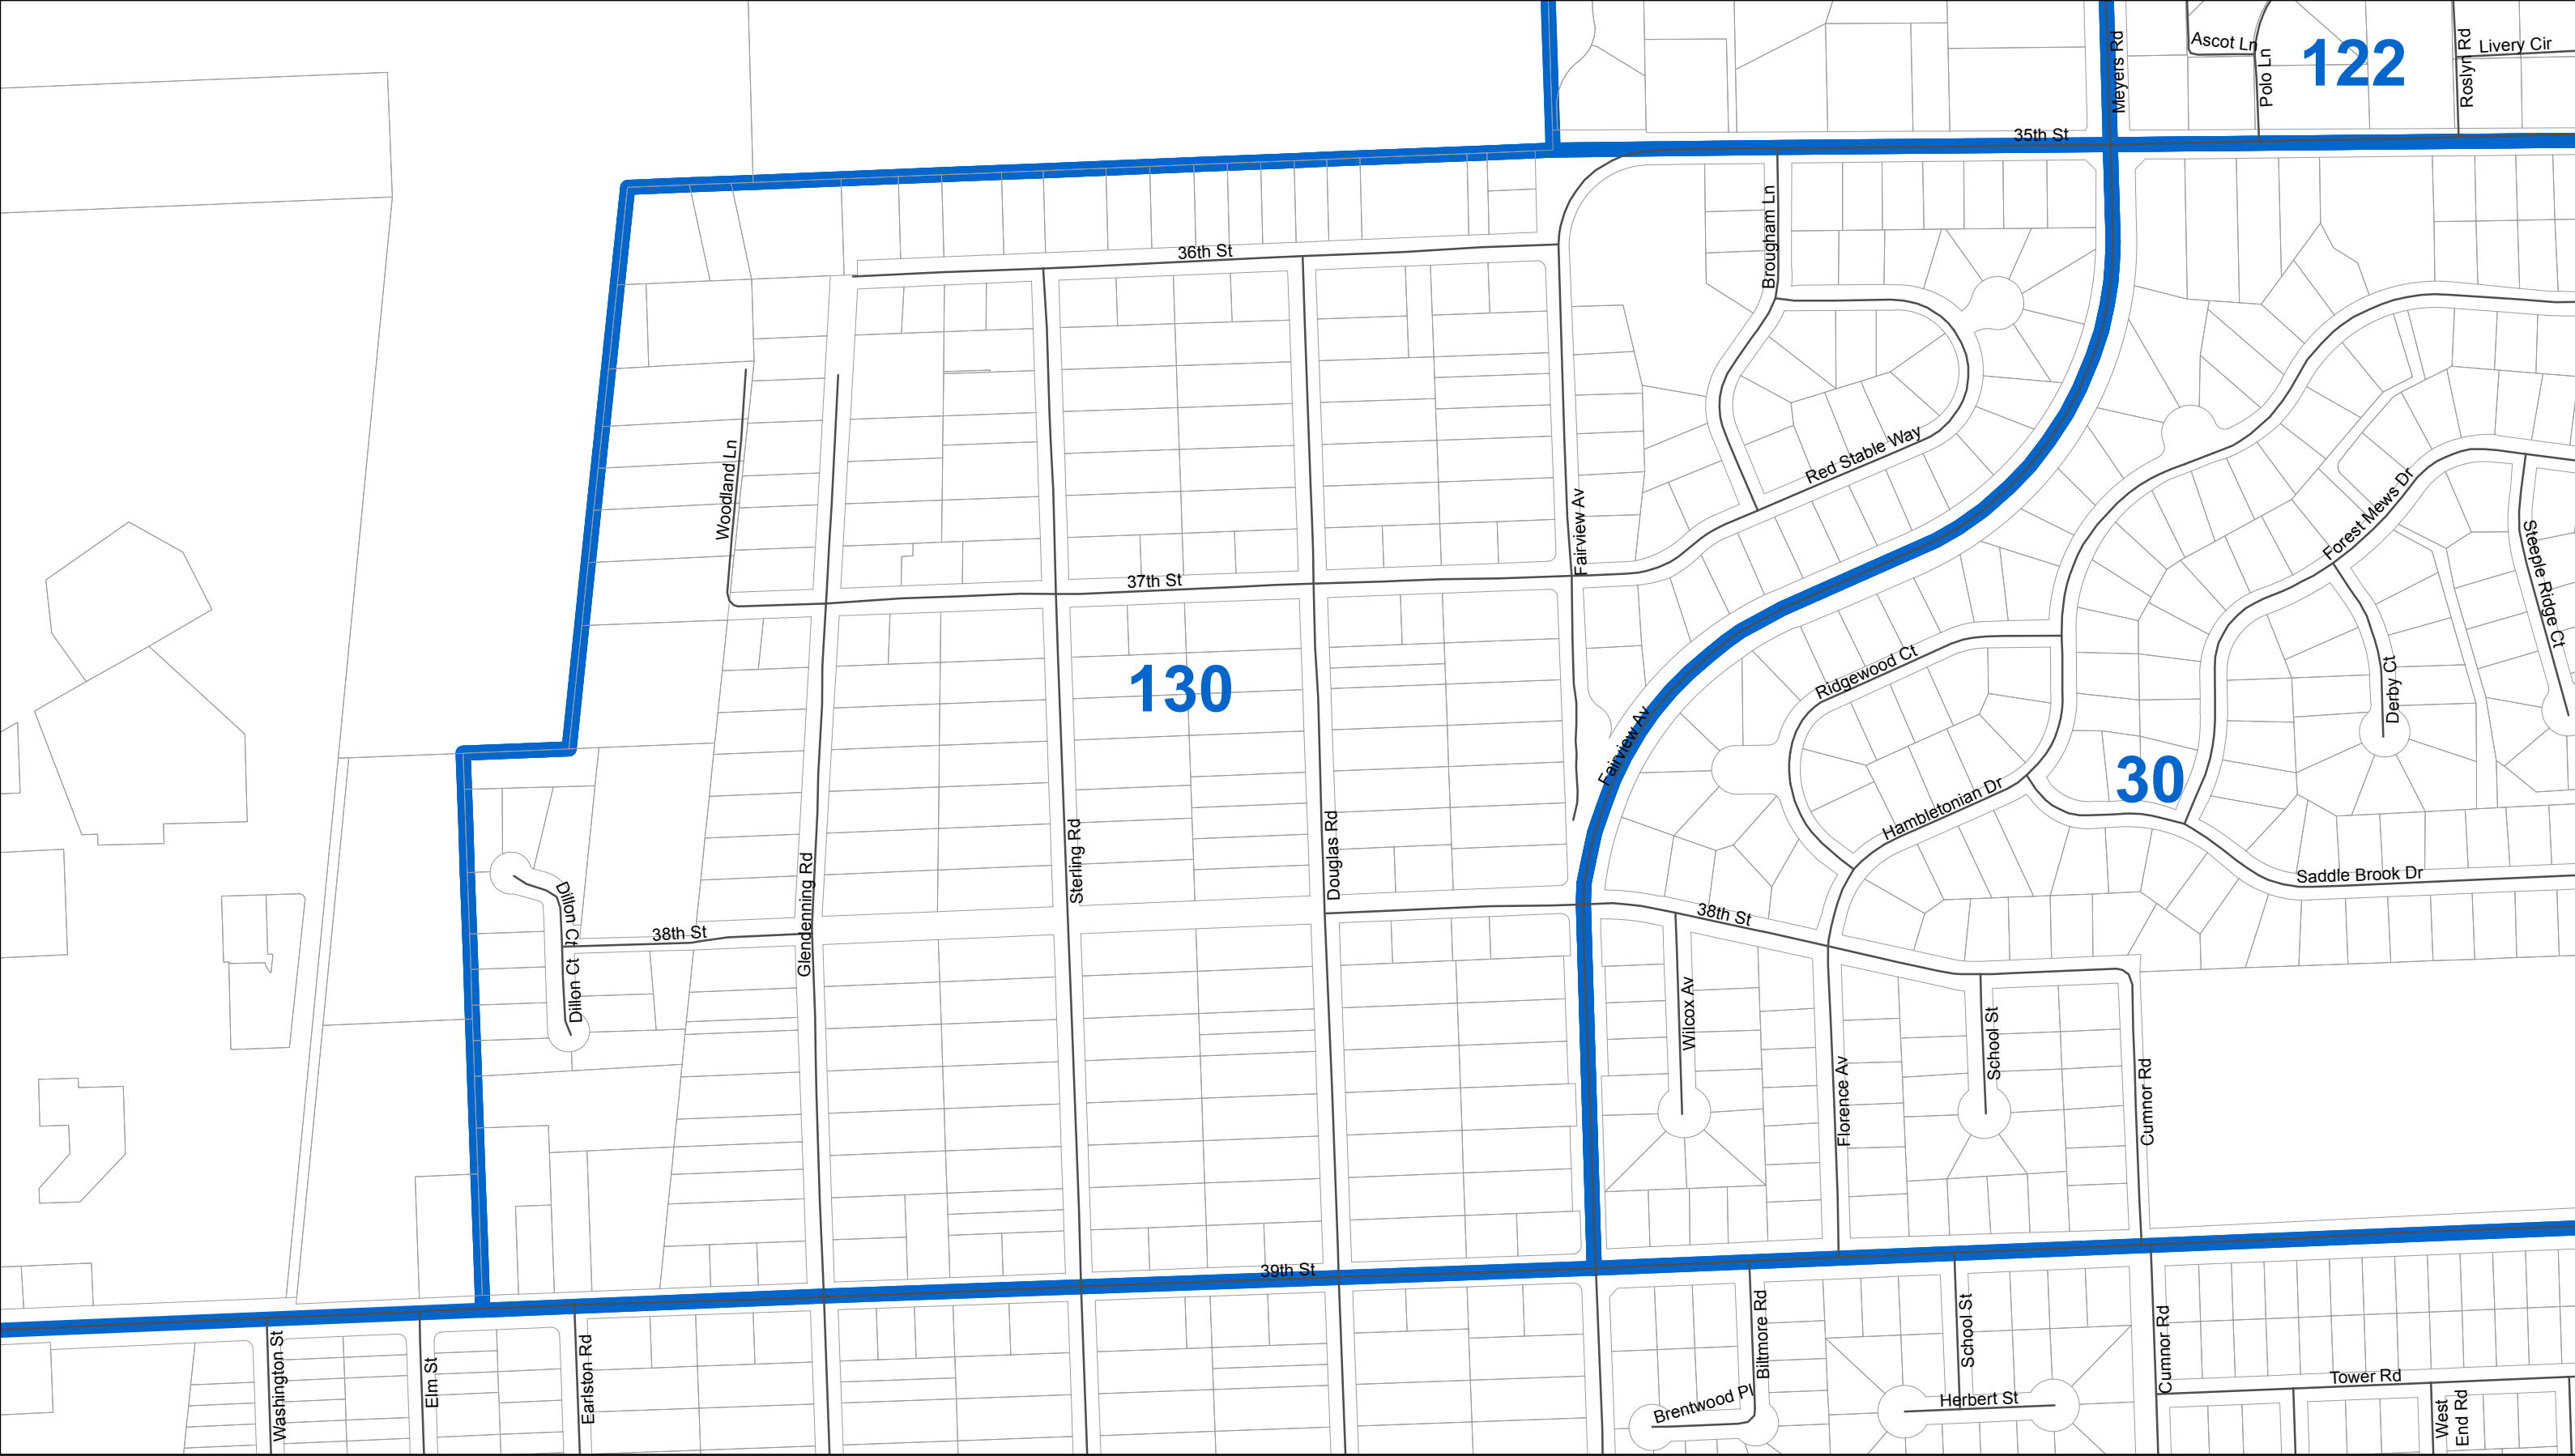 Ascot Ln
Polo Ln
122
Roslyn Rd
Livery Cir
Meyers Rd
35th St
Brougham Ln
36th St
Woodland Ln
Red Stable Way
Fairview Av
Forest Mews Dr
Steeple Ridge Ct
37th St
130
Ridgewood Ct
Derby Ct
Fairview Av
30
Hambletonian Dr
Saddle Brook Dr
Glendenning Rd
Sterling Rd
Douglas Rd
Dillon Ct
38th St
38th St
Dillon Ct
Wilcox Av
School St
Florence Av
Cumnor Rd
39th St
Washington St
Elm St
Earlston Rd
Biltmore Rd
School St
Cumnor Rd
Tower Rd
Brentwood Pl
Herbert St
West
End Rd